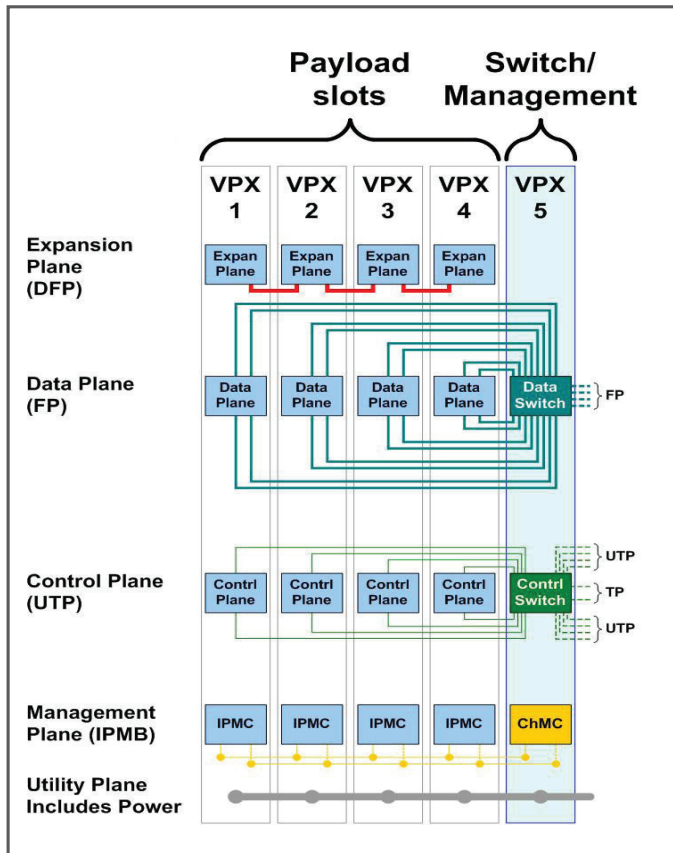 Payload
slots
Switch/
Management
VPX
1
VPX
2
VPX
3
VPX
4
VPX
5
Expansion
Plane
(DFP)
Expan
Plane
Expan
Plane
Expan
Plane
Expan
Plane
Data Plane
(FP)
Data
Plane
Data
Plane
Data
Plane
Data
Plane
Data
Switch
FP
Control Plane
(UTP)
Contrl
Plane
Contrl
Plane
Contrl
Plane
Contrl
Plane
Contrl
Switch
UTP
TP
UTP
Management
Plane (IPMB)
IPMC
IPMC
IPMC
IPMC
ChMC
Utility Plane
Includes Power